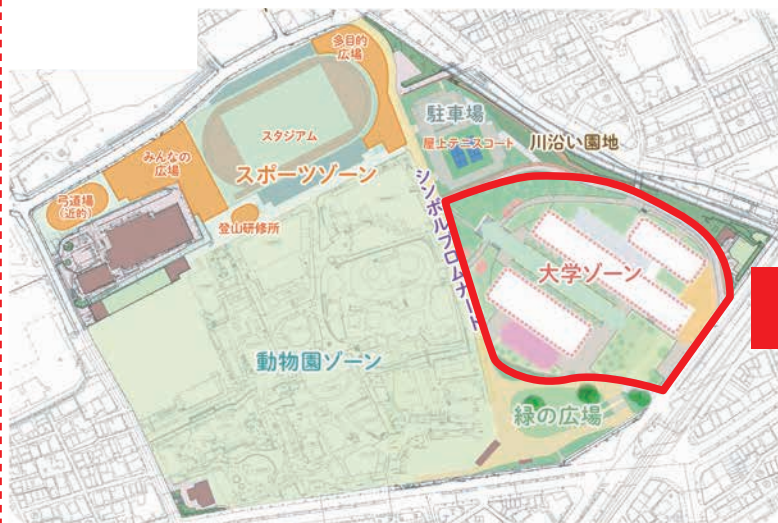 多目的
広場
駐車場
スタジアム
屋上テニスコート
川沿い園地
みんなの
広場
スポーツゾーン
弓道場
(近的)
登山研修所
シンボルプロムナード
大学ゾーン
動物園ゾーン
緑の広場